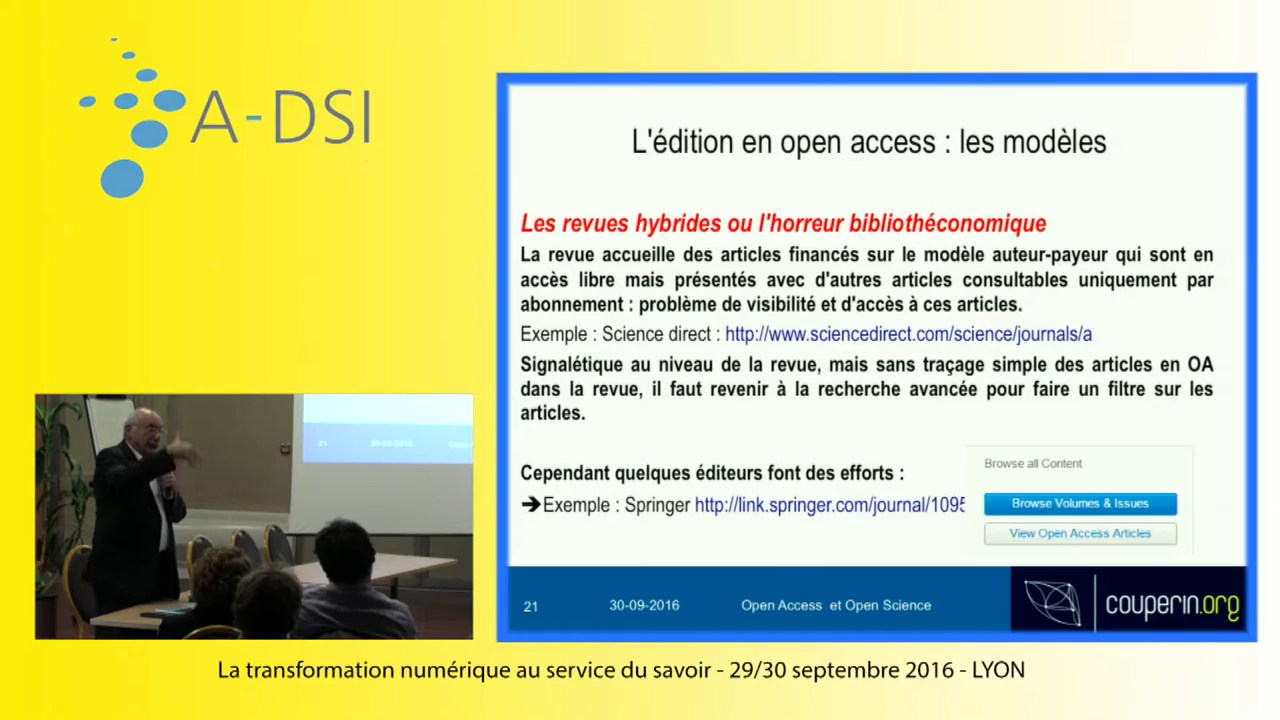 A-DSI
L'édition en open access : les modèles
Les revues hybrides ou l'horreur bibliothéconomique
La revue accueille des articles financés sur le modèle auteur-payeur qui sont en
accès libre mais présentés avec d'autres articles consultables uniquement par
abonnement : problème de visibilité et d'accès à ces articles.
Exemple : Science direct : http://www.sciencedirect.com/science/journals/a
Signalétique au niveau de la revue, mais sans traçage simple des articles en OA
dans la revue, il faut revenir à la recherche avancée pour faire un filtre sur les
articles.
Cependant quelques éditeurs font des efforts :
➔Exemple : Springer http://link.springer.com/journal/1095
Browse all Content
Browse Volumes & Issues
View Open Access Articles
21 30-09-2016 Open Access et Open Science
couperin.org
21 30-09-2016
La transformation numérique au service du savoir - 29/30 septembre 2016 - LYON